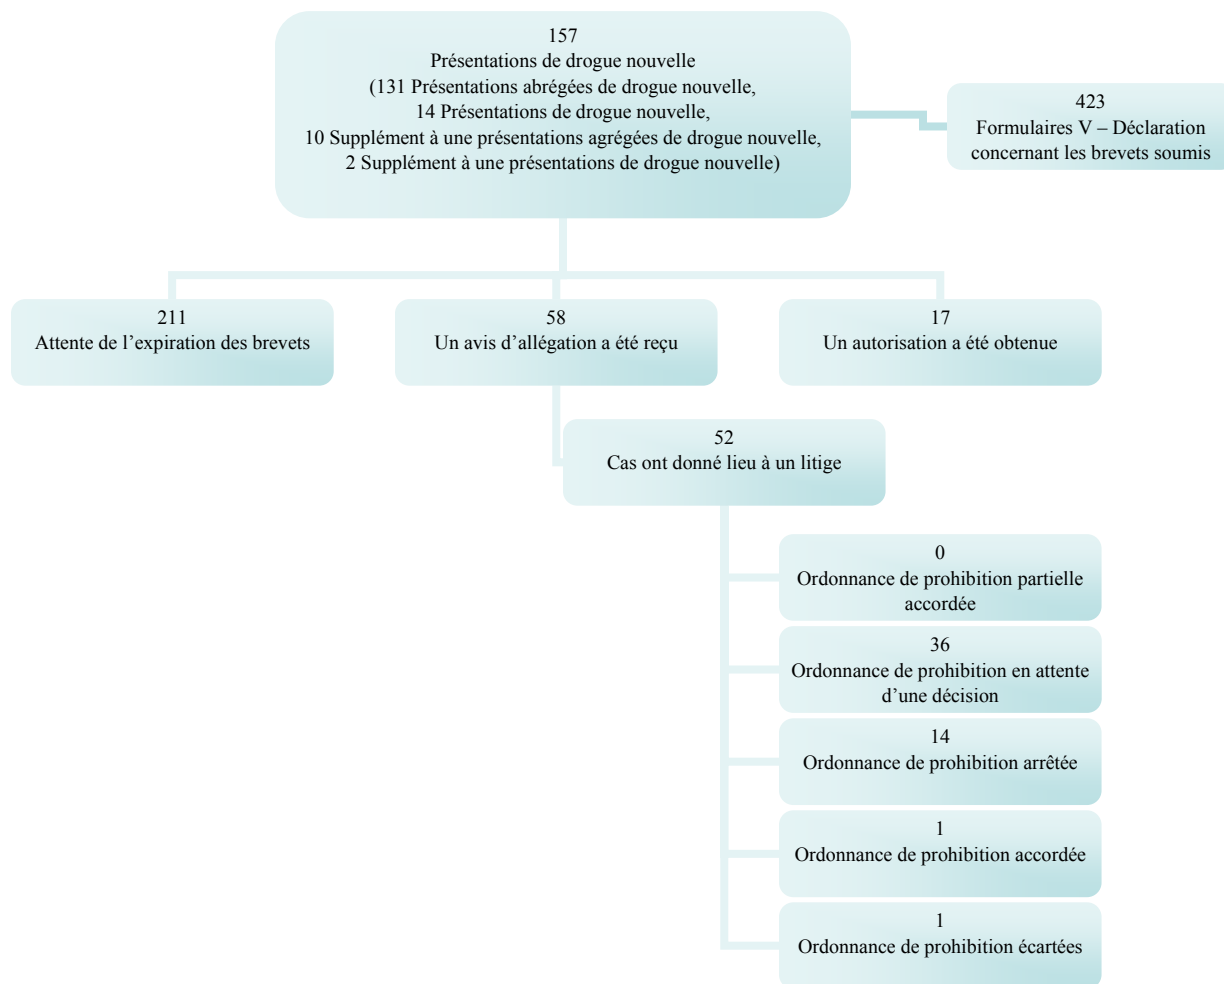 157
Présentations de drogue nouvelle
(131 Présentations abrégées de drogue nouvelle,
14 Présentations de drogue nouvelle,
10 Supplément à une présentations agrégées de drogue nouvelle,
2 Supplément à une présentations de drogue nouvelle)
423
Formulaires V – Déclaration
concernant les brevets soumis
211
Attente de l’expiration des brevets
58
Un avis d’allégation a été reçu
17
Un autorisation a été obtenue
52
Cas ont donné lieu à un litige
0
Ordonnance de prohibition partielle
accordée
36
Ordonnance de prohibition en attente
d’une décision
14
Ordonnance de prohibition arrêtée
1
Ordonnance de prohibition accordée
1
Ordonnance de prohibition écartées